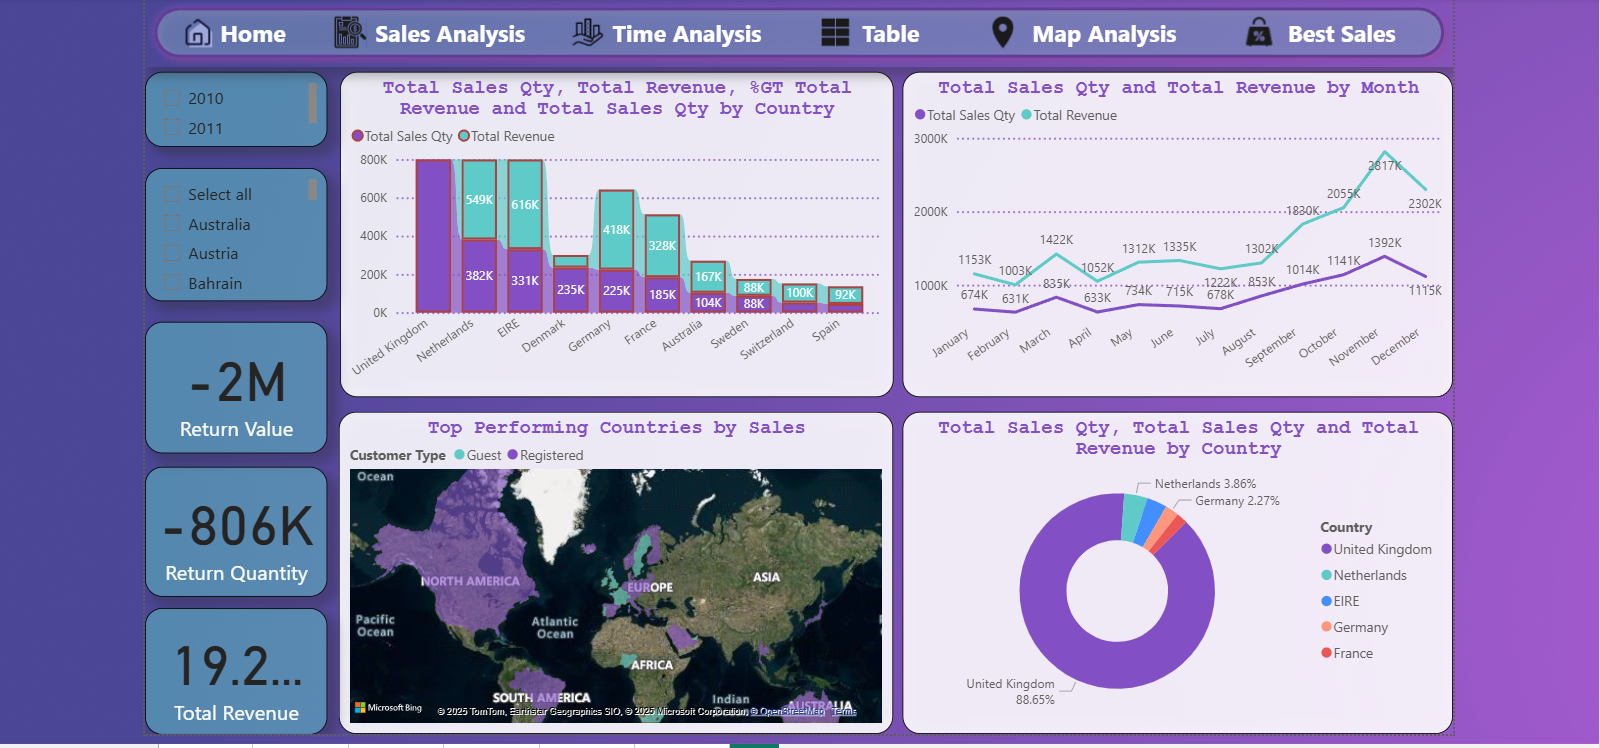 Home
Sales Analysis
Time Analysis
Table
Map Analysis
Best Sales
2010
2011
Select all
Australia
Austria
Bahrain
-2M
Return Value
-806K
Return Quantity
19.2...
Total Revenue
Total Sales Qty, Total Revenue, %GT Total
Revenue and Total Sales Qty by Country
Total Sales Qty Total Revenue
800K
600K
400K
200K
0K
549K
616K
418K
328K
167K
88K
100K
92K
382K
331K
235K
225K
185K
104K
88K
United Kingdom
Netherlands
EIRE
Denmark
Germany
France
Australia
Sweden
Switzerland
Spain
Total Sales Qty and Total Revenue by Month
Total Sales Qty Total Revenue
3000K
2000K
1000K
1153K
1003K
1422K
1052K
1312K
1335K
1222K
1302K
1830K
2055K
2817K
2302K
674K
631K
835K
633K
734K
715K
678K
853K
1014K
1141K
1392K
1115K
January
February
March
April
May
June
July
August
September
October
November
December
Top Performing Countries by Sales
Customer Type Guest Registered
Ocean
NORTH AMERICA
EUROPE
ASIA
Pacific
Ocean
Atlantic
Ocean
AFRICA
SOUTH AMERICA
Indian
AUSTRALIA
Microsoft Bing
© 2025 TomTom, Earthstar Geographics SIO, © 2025 Microsoft Corporation, © OpenStreetMap Terms
Total Sales Qty, Total Sales Qty and Total
Revenue by Country
Netherlands 3.86%
Germany 2.27%
United Kingdom
88.65%
Country
United Kingdom
Netherlands
EIRE
Germany
France